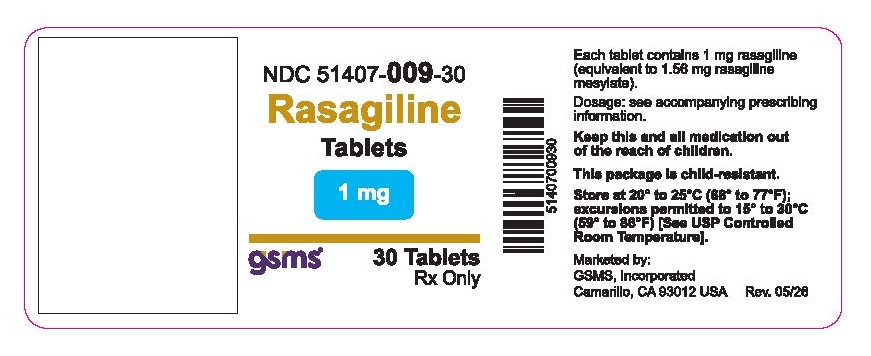 NDC 51407-009-30
Rasagiline
Tablets
1 mg
gsms
30 Tablets
Rx Only
5140700930
Each tablet contains 1 mg rasagiline
(equivalent to 1.56 mg rasagiline
mesylate).
Dosage: see accompanying prescribing
information.
Keep this and all medication out
of the reach of children.
This package is child-resistant.
Store at 20° to 25°C (68° to 77°F);
excursions permitted to 15° to 30°C
(59° to 86°F) [See USP Controlled
Room Temperature].
Marketed by:
GSMS, Incorporated
Camarillo, CA 93012 USA Rev. 05/26